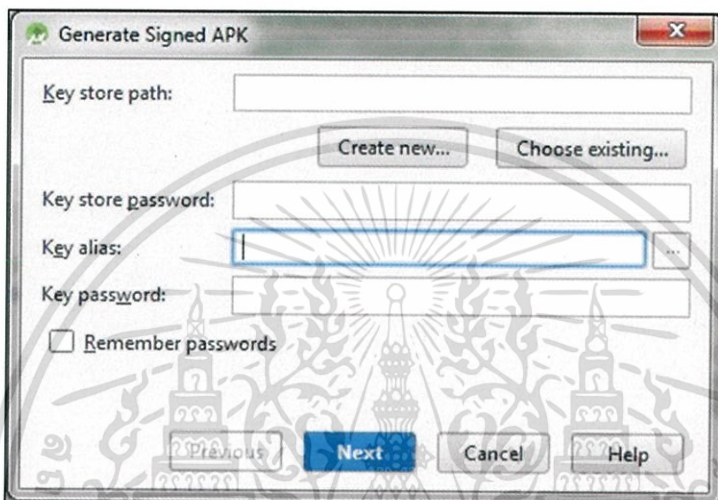 Generate Signed APK
Key store path:
Create new... Choose existing...
Key store password:
Key alias: ...
Key password:
Remember passwords
Previous Next Cancel Help